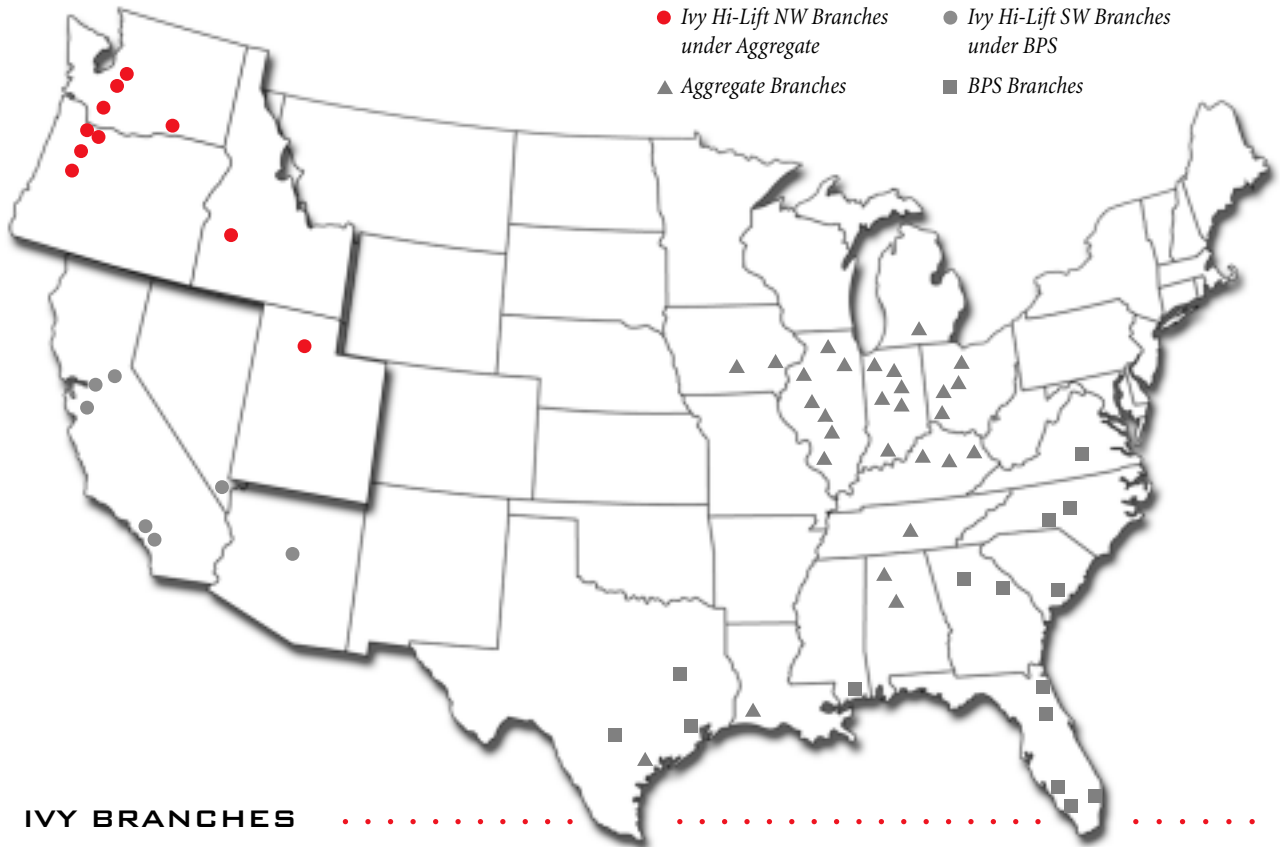 Ivy Hi-Lift NW Branches
under Aggregate
Ivy Hi-Lift SW Branches
under BPS
Aggregate Branches
BPS Branches
IVY BRANCHES